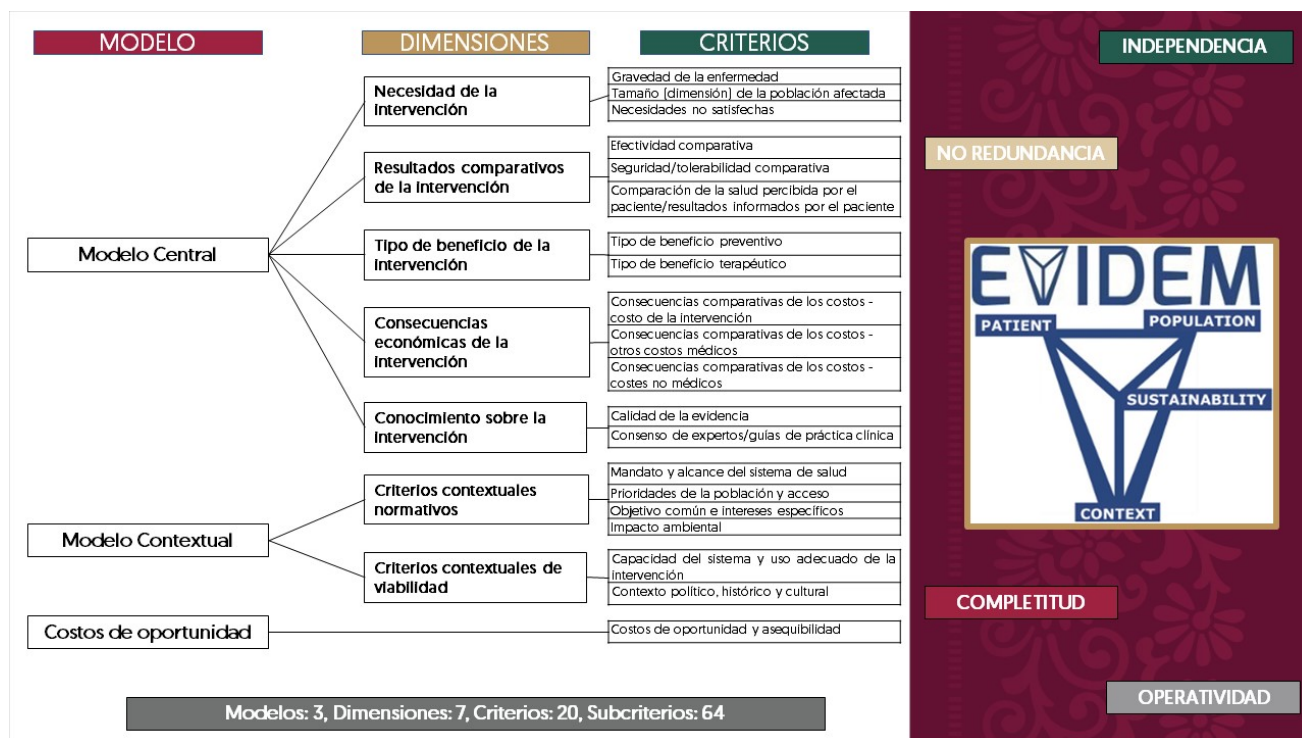 MODELO
DIMENSIONES
CRITERIOS
Modelo Central
Necesidad de la
intervención
Gravedad de la enfermedad
Tamaño (dimensión) de la población afectada
Necesidades no satisfechas
Resultados comparativos
de la intervención
Efectividad comparativa
Seguridad/tolerabilidad comparativa
Comparación de la salud percibida por el
paciente/resultados informados por el paciente
Tipo de beneficio de la
intervención
Tipo de beneficio preventivo
Tipo de beneficio terapéutico
Consecuencias
económicas de la
intervención
Consecuencias comparativas de los costos -
costo de la intervención
Consecuencias comparativas de los costos -
otros costos médicos
Consecuencias comparativas de los costos -
costes no médicos
Conocimiento sobre la
intervención
Calidad de la evidencia
Consenso de expertos/guías de práctica clínica
Modelo Contextual
Criterios contextuales
normativos
Mandato y alcance del sistema de salud
Prioridades de la población y acceso
Objetivo común e intereses específicos
Impacto ambiental
Criterios contextuales de
viabilidad
Capacidad del sistema y uso adecuado de la
intervención
Contexto político, histórico y cultural
Costos de oportunidad
Costos de oportunidad y asequibilidad
Modelos: 3, Dimensiones: 7, Criterios: 20, Subcriterios: 64
INDEPENDENCIA
NO REDUNDANCIA
EVIDEM
PATIENT
POPULATION
SUSTAINABILITY
CONTEXT
COMPLETITUD
OPERATIVIDAD